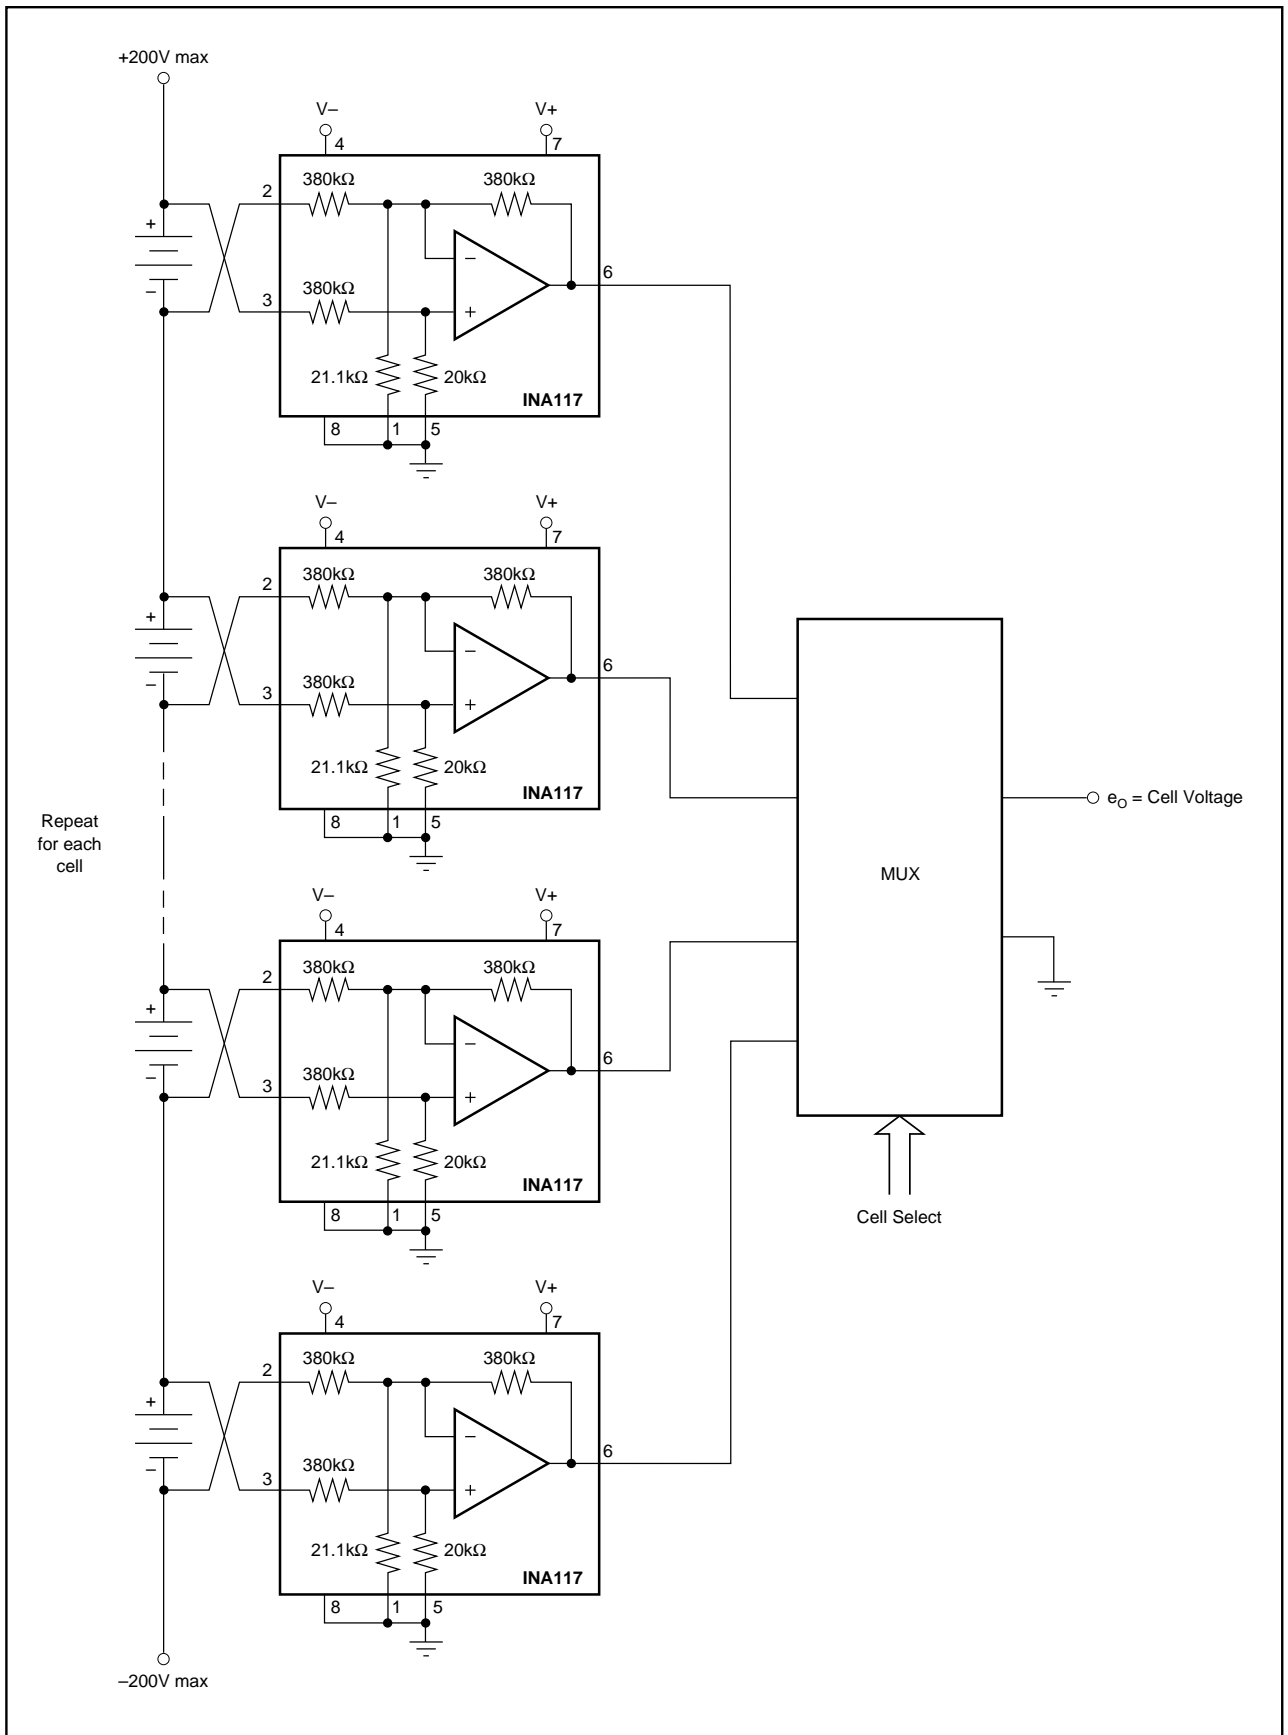 +200V max
V–
V+
4
7
380kΩ
380kΩ
2
+
–
–
6
380kΩ
3
+
–
21.1kΩ
20kΩ
INA117
8
1
5
V–
V+
4
7
380kΩ
380kΩ
2
+
–
6
380kΩ
–
3
+
21.1kΩ
20kΩ
INA117
eO = Cell Voltage
8
1
5
Repeat
for each
cell
MUX
V–
V+
4
7
380kΩ
380kΩ
2
+
–
6
380kΩ
–
3
+
21.1kΩ
20kΩ
INA117
8
1
5
Cell Select
V–
V+
4
7
380kΩ
380kΩ
2
+
–
6
380kΩ
–
3
+
21.1kΩ
20kΩ
INA117
8
1
5
–200V max